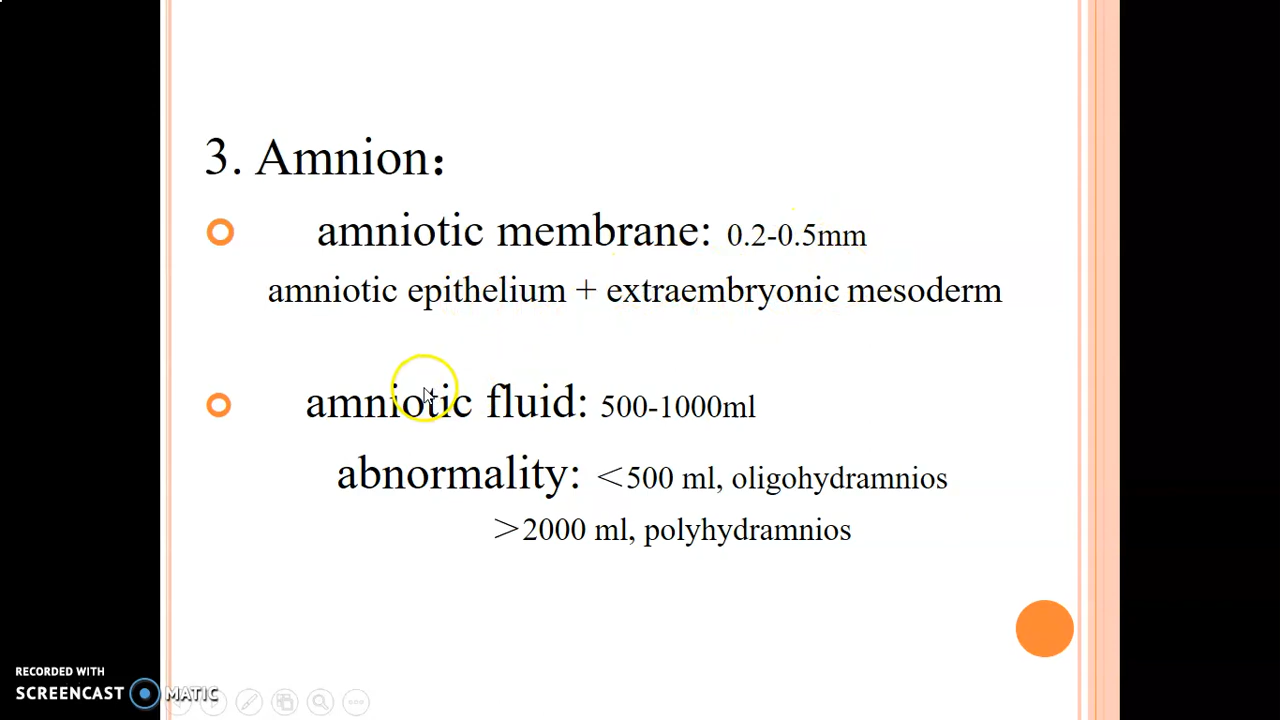 3. Amnion：
amniotic membrane: 0.2-0.5mm
amniotic epithelium + extraembryonic mesoderm
amniotic fluid: 500-1000ml
abnormality: ＜500 ml, oligohydramnios
＞2000 ml, polyhydramnios
RECORDED WITH
SCREENCAST MATIC